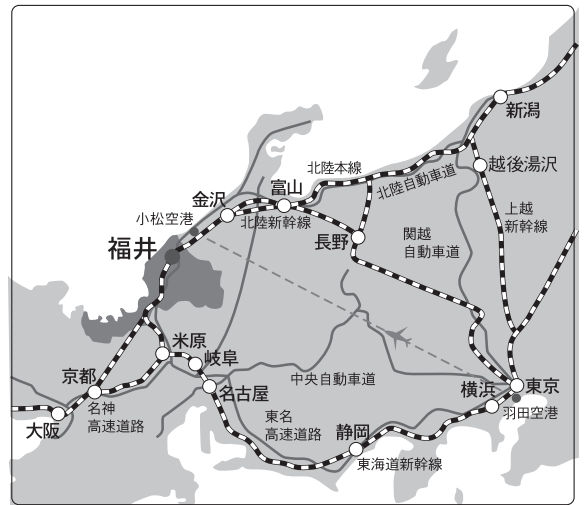 新潟
北陸本線
越後湯沢
北陸自動車道
富山
金沢
小松空港
北陸新幹線
上越
新幹線
福井
長野
関越
自動車道
米原
岐阜
京都
名古屋
中央自動車道
横浜
東京
名神
高速道路
羽田空港
大阪
東名
高速道路
静岡
東海道新幹線